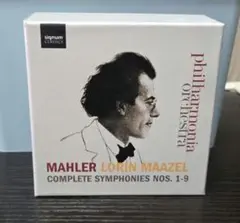 signum
CLASSICS
philharmonia
orchestra
MAHLER LORIN MAAZEL
COMPLETE SYMPHONIES NOS. 1-9